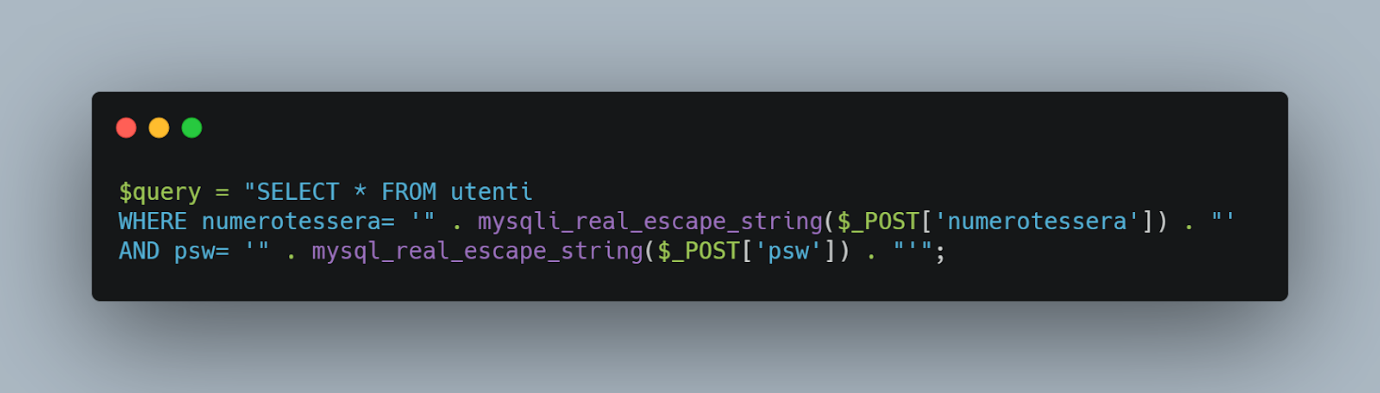 $query = "SELECT * FROM utenti
WHERE numerotessera= '" . mysqli_real_escape_string($_POST['numerotessera']) . "'
AND psw= '" . mysql_real_escape_string($_POST['psw']) . "'";